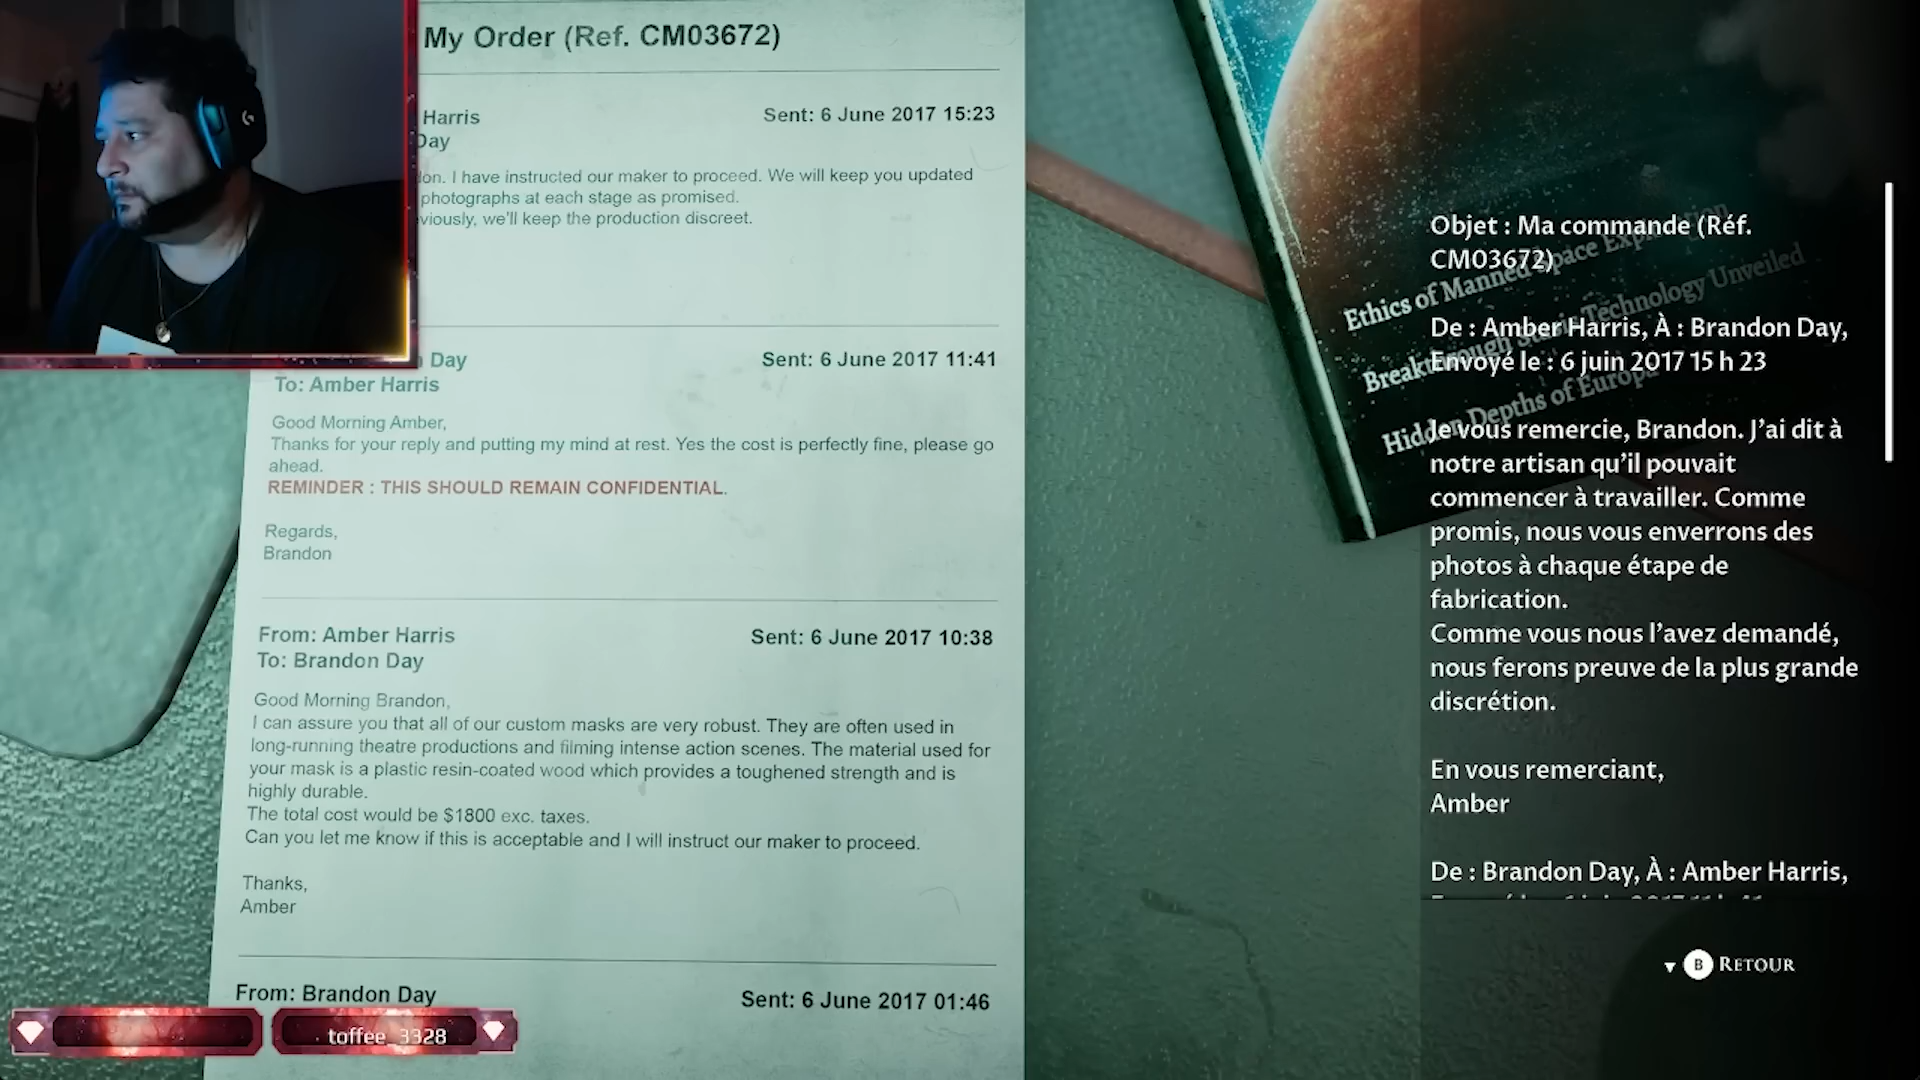 My Order (Ref. CM03672)
Harris
Sent: 6 June 2017 15:23
Day
don. I have instructed our maker to proceed. We will keep you updated
photographs at each stage as promised.
viously, we'll keep the production discreet.
Day
Sent: 6 June 2017 11:41
To: Amber Harris
Good Morning Amber,
Thanks for your reply and putting my mind at rest. Yes the cost is perfectly fine, please go
ahead.
REMINDER : THIS SHOULD REMAIN CONFIDENTIAL.
Regards,
Brandon
From: Amber Harris
Sent: 6 June 2017 10:38
To: Brandon Day
Good Morning Brandon,
I can assure you that all of our custom masks are very robust. They are often used in
long-running theatre productions and filming intense action scenes. The material used for
your mask is a plastic resin-coated wood which provides a toughened strength and is
highly durable.
The total cost would be $1800 exc. taxes.
Can you let me know if this is acceptable and I will instruct our maker to proceed.
Thanks,
Amber
From: Brandon Day
Sent: 6 June 2017 01:46
toffee_3328
Ethics of Manned Space Exploration
Breakthrough Technology Unveiled
Hidden Depths of Europa
Objet : Ma commande (Réf.
CM03672)
De : Amber Harris, À : Brandon Day,
Envoyé le : 6 juin 2017 15 h 23
Je vous remercie, Brandon. J'ai dit à
notre artisan qu'il pouvait
commencer à travailler. Comme
promis, nous vous enverrons des
photos à chaque étape de
fabrication.
Comme vous nous l'avez demandé,
nous ferons preuve de la plus grande
discrétion.
En vous remerciant,
Amber
De : Brandon Day, À : Amber Harris,
B RETOUR